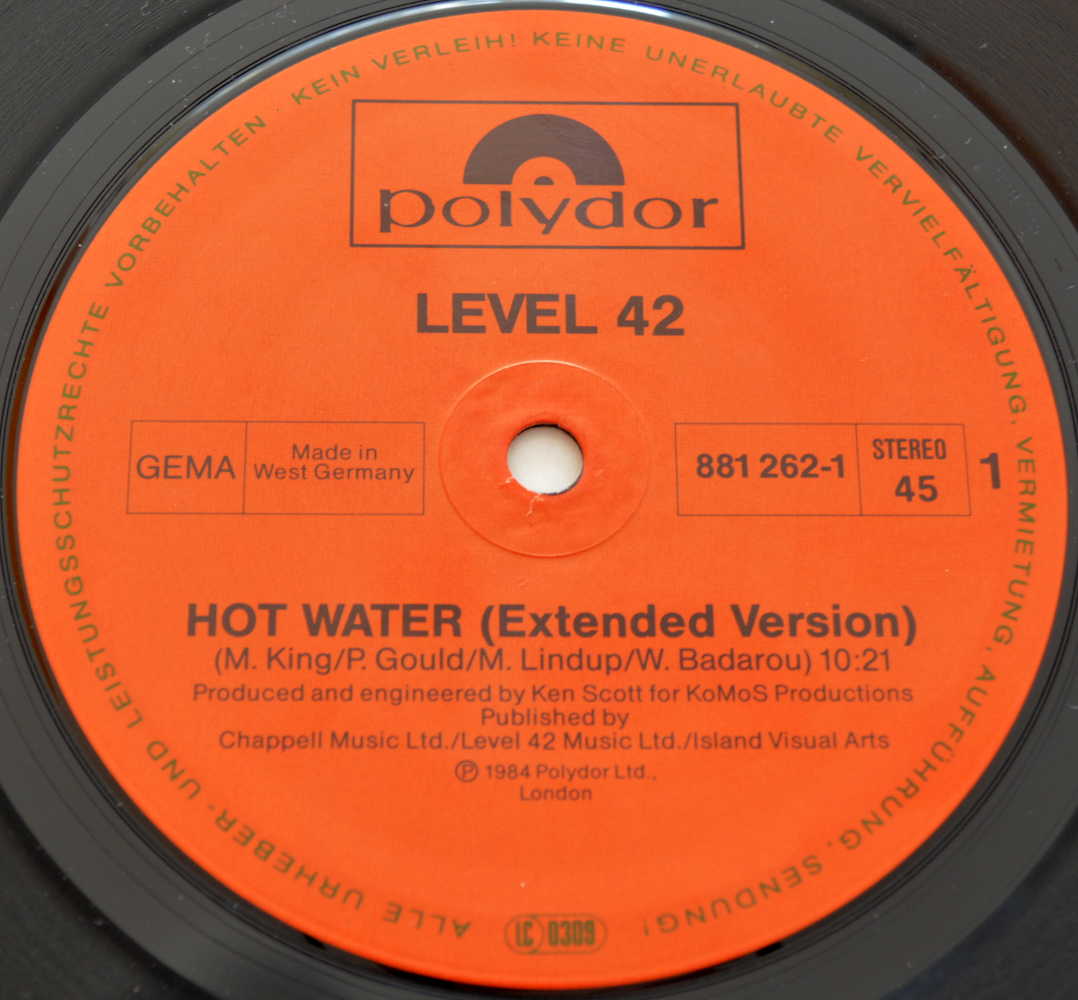 ALLE URHEBER- UND LEISTUNGSSCHUTZRECHTE VORBEHALTEN KEIN VERLEIH! KEINE UNERLAUBTE VERVIELFÄLTIGUNG, VERMIETUNG, AUFFÜHRUNG, SENDUNG!
polydor
LEVEL 42
GEMA
Made in
West Germany
881 262-1
STEREO
45
1
HOT WATER (Extended Version)
(M. King/P. Gould/M. Lindup/W. Badarou) 10:21
Produced and engineered by Ken Scott for KoMoS Productions
Published by
Chappell Music Ltd./Level 42 Music Ltd./Island Visual Arts
℗ 1984 Polydor Ltd.,
London
LC 0309